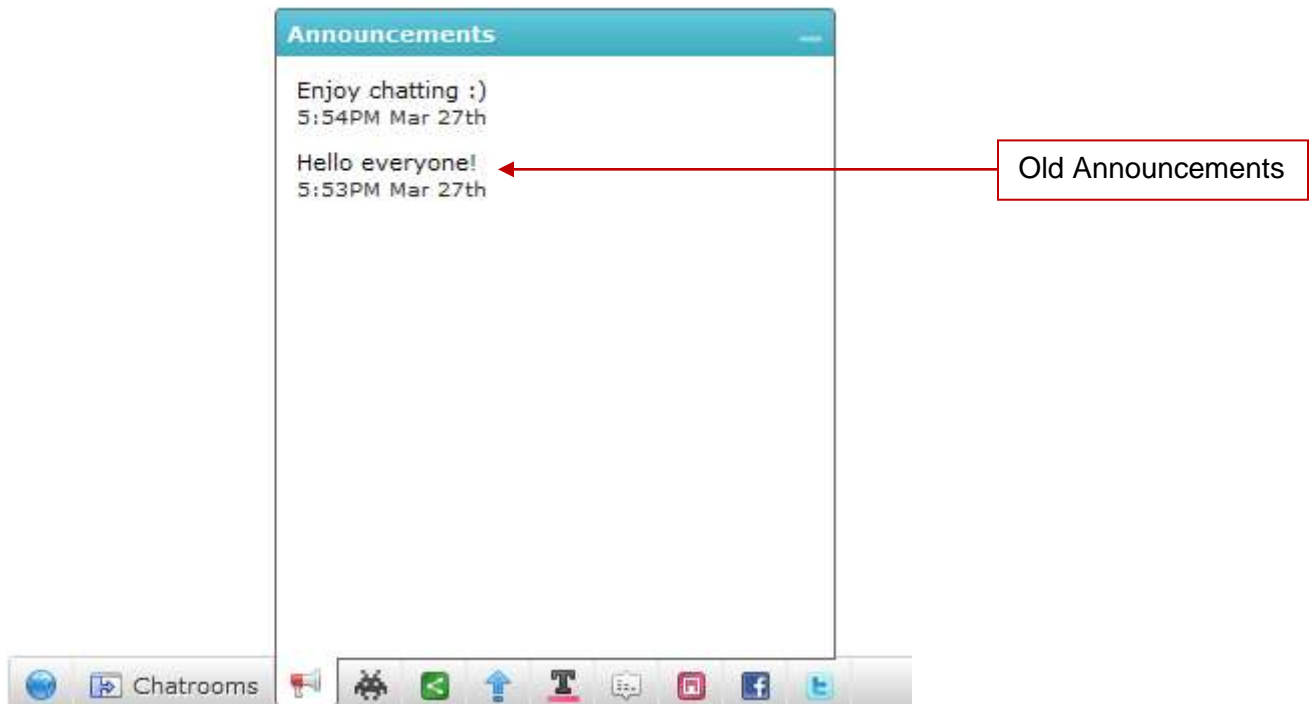 Announcements
Enjoy chatting :)
5:54PM Mar 27th
Hello everyone!
5:53PM Mar 27th
Old Announcements
Chatrooms